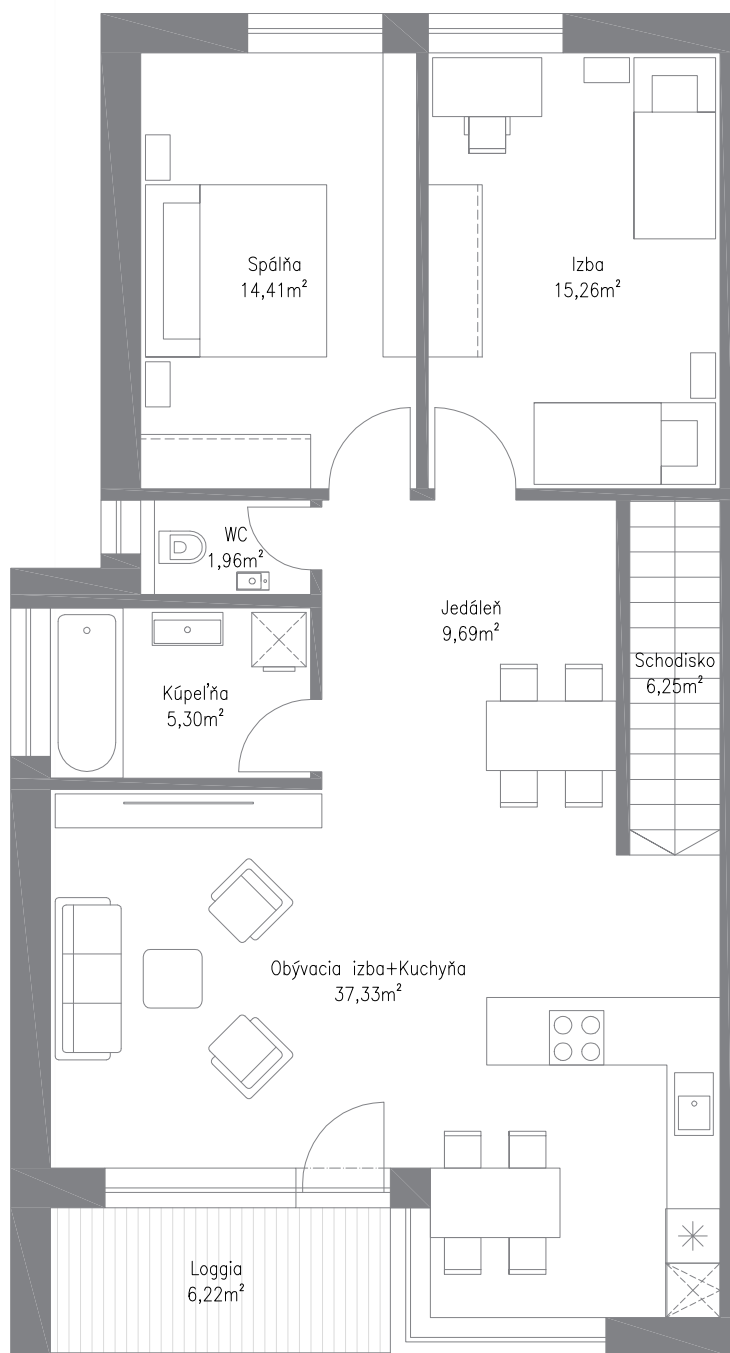 Spálňa
14,41m²
Izba
15,26m²
WC
1,96m²
Jedáleň
9,69m²
Schodisko
6,25m²
Kúpeľňa
5,30m²
Obývacia izba+Kuchyňa
37,33m²
Loggia
6,22m²